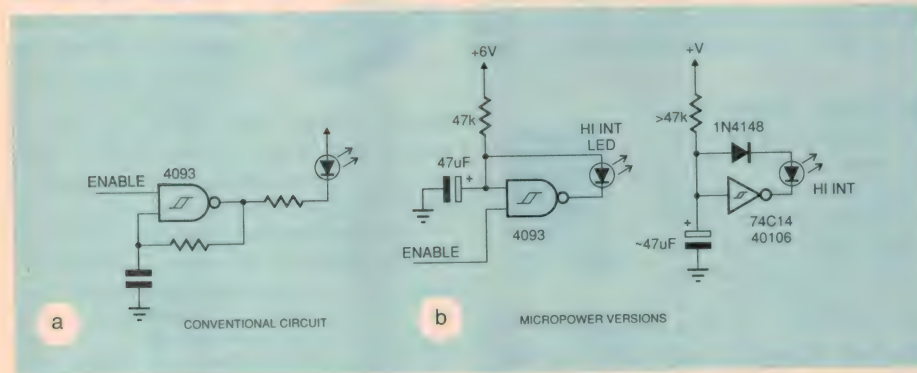 ENABLE
4093
a
CONVENTIONAL CIRCUIT
+6V
47k
47uF
+
HI INT
LED
4093
ENABLE
b
MICROPOWER VERSIONS
+V
>47k
1N4148
HI INT
74C14
40106
+
~47uF